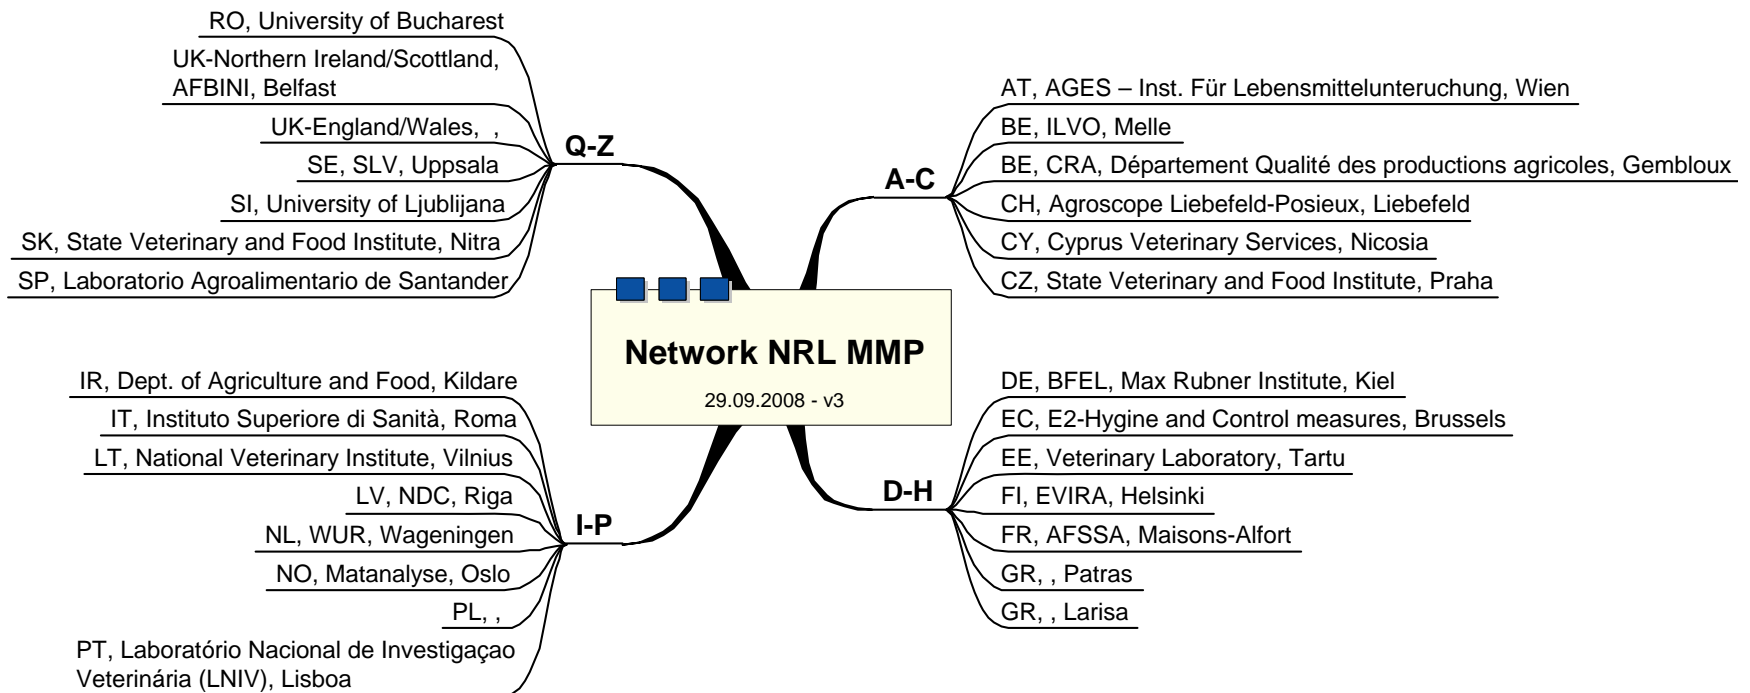 RO, University of Bucharest
UK-Northern Ireland/Scottland,
AFBINI, Belfast
UK-England/Wales,  ,
SE, SLV, Uppsala
SI, University of Ljublijana
SK, State Veterinary and Food Institute, Nitra
SP, Laboratorio Agroalimentario de Santander
Q-Z
AT, AGES – Inst. Für Lebensmittelunteruchung, Wien
BE, ILVO, Melle
BE, CRA, Département Qualité des productions agricoles, Gembloux
CH, Agroscope Liebefeld-Posieux, Liebefeld
CY, Cyprus Veterinary Services, Nicosia
CZ, State Veterinary and Food Institute, Praha
A-C
Network NRL MMP
29.09.2008 - v3
IR, Dept. of Agriculture and Food, Kildare
IT, Instituto Superiore di Sanità, Roma
LT, National Veterinary Institute, Vilnius
LV, NDC, Riga
NL, WUR, Wageningen
NO, Matanalyse, Oslo
PL, ,
PT, Laboratório Nacional de Investigaçao
Veterinária (LNIV), Lisboa
I-P
DE, BFEL, Max Rubner Institute, Kiel
EC, E2-Hygine and Control measures, Brussels
EE, Veterinary Laboratory, Tartu
FI, EVIRA, Helsinki
FR, AFSSA, Maisons-Alfort
GR, , Patras
GR, , Larisa
D-H